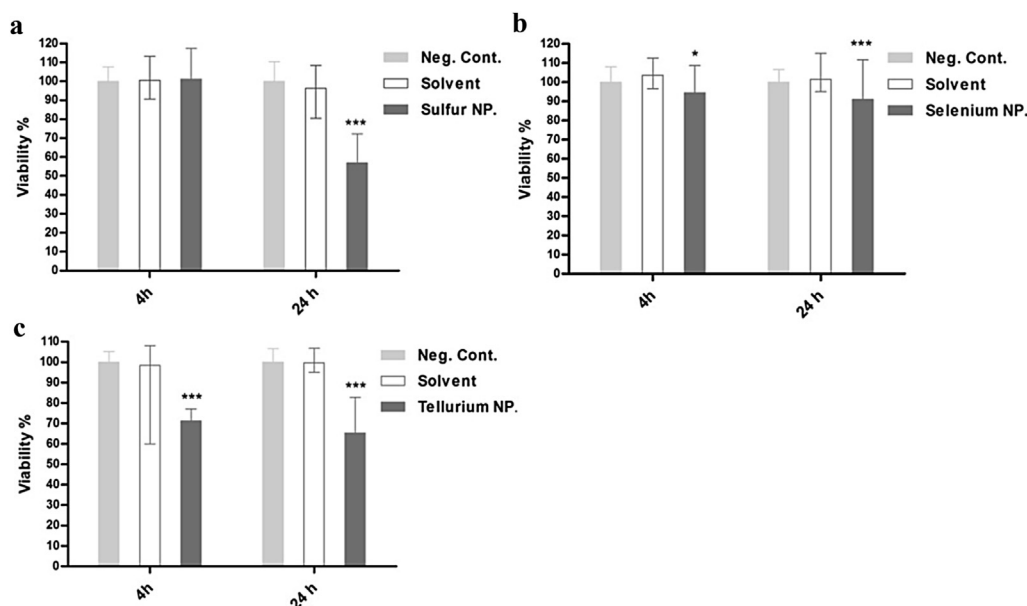 a
120
110
100
90
80
70
60
50
40
30
20
10
0
Viability %
***
4h
24 h
Neg. Cont.
Solvent
Sulfur NP.
b
120
110
100
90
80
70
60
50
40
30
20
10
0
Viability %
*
***
4h
24 h
Neg. Cont.
Solvent
Selenium NP.
c
110
100
90
80
70
60
50
40
30
20
10
0
Viability %
***
***
4h
24 h
Neg. Cont.
Solvent
Tellurium NP.